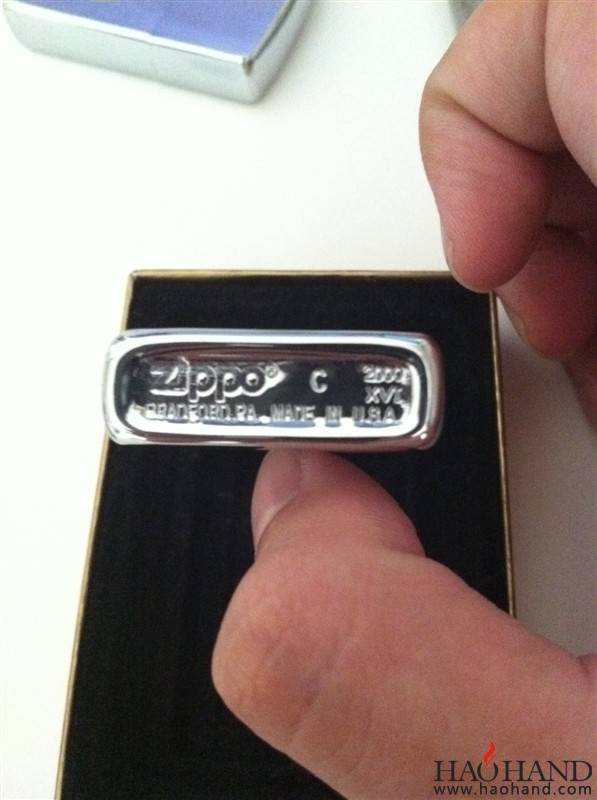 Zippo® C 2000
XVI
BRADFORD, PA. MADE IN U.S.A.
HAOHAND
www.haohand.com